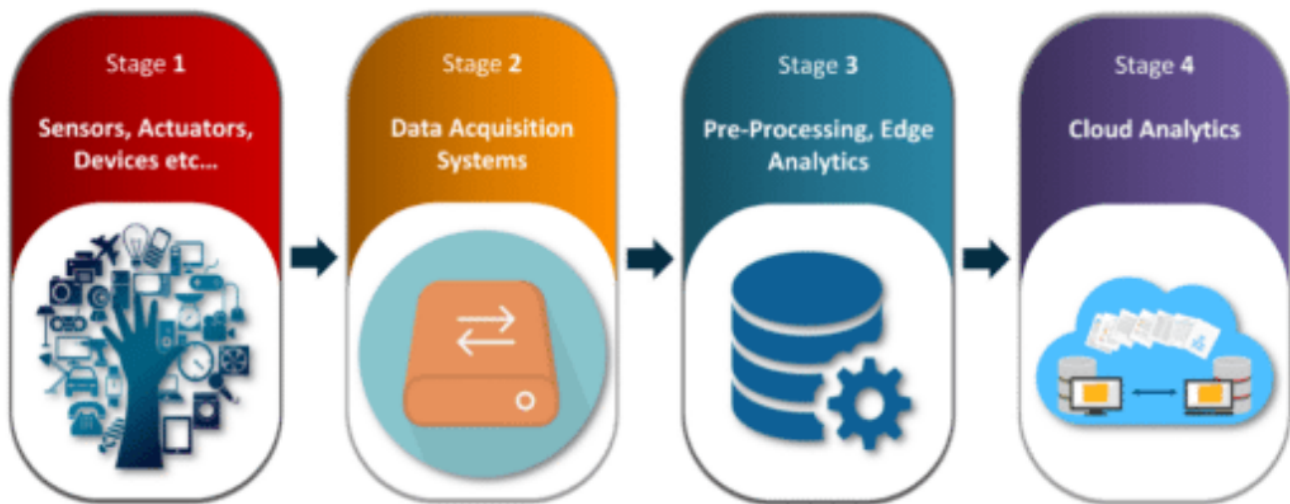 Stage 1
Sensors, Actuators,
Devices etc...
Stage 2
Data Acquisition
Systems
Stage 3
Pre-Processing, Edge
Analytics
Stage 4
Cloud Analytics